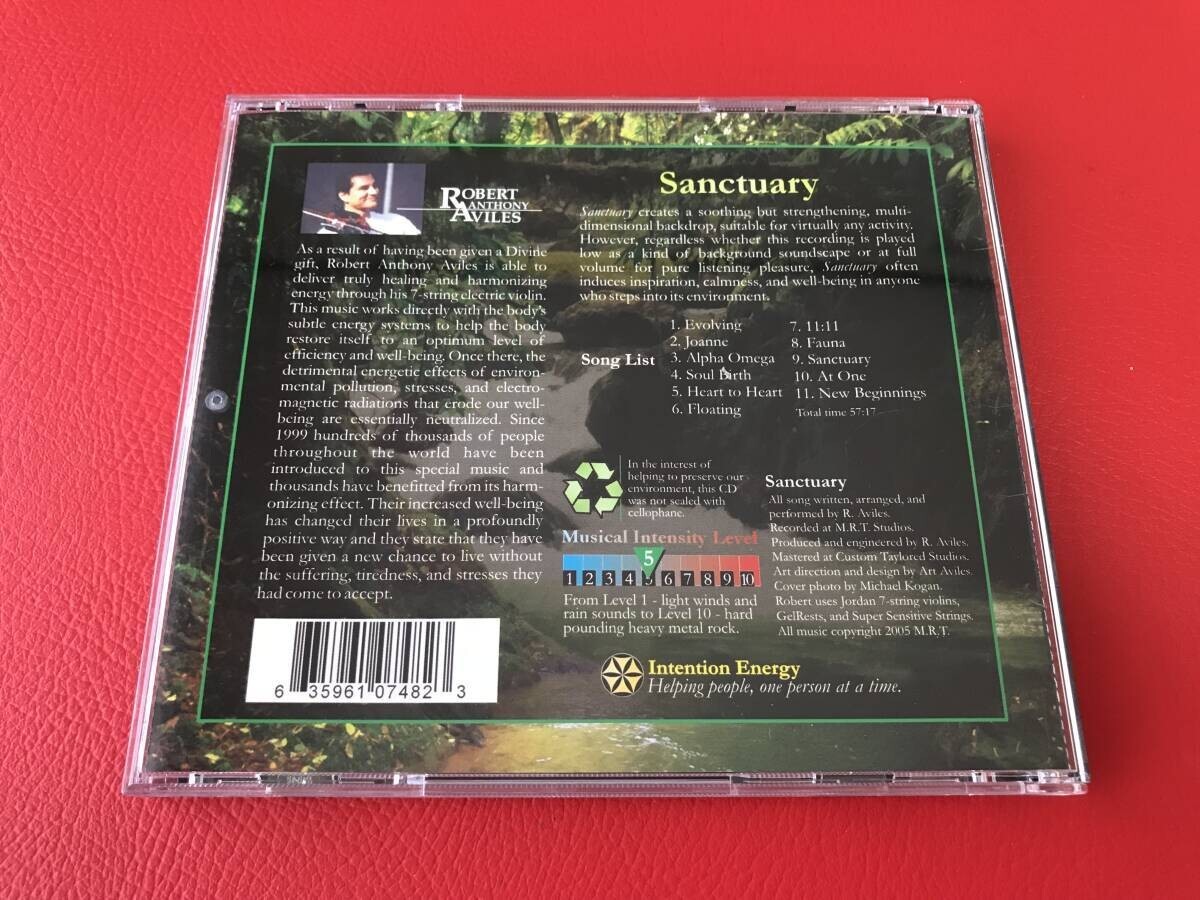 ROBERT
ANTHONY
AVILES
As a result of having been given a Divine
gift, Robert Anthony Aviles is able to
deliver truly healing and harmonizing
energy through his 7-string electric violin.
This music works directly with the body's
subtle energy systems to help the body
restore itself to an optimum level of
efficiency and well-being. Once there, the
detrimental energetic effects of environ-
mental pollution, stresses, and electro-
magnetic radiations that erode our well-
being are essentially neutralized. Since
1999 hundreds of thousands of people
throughout the world have been
introduced to this special music and
thousands have benefitted from its harm-
onizing effect. Their increased well-being
has changed their lives in a profoundly
positive way and they state that they have
been given a new chance to live without
the suffering, tiredness, and stresses they
had come to accept.
6 35961 07482 3
Sanctuary
Sanctuary creates a soothing but strengthening, multi-
dimensional backdrop, suitable for virtually any activity.
However, regardless whether this recording is played
low as a kind of background soundscape or at full
volume for pure listening pleasure, Sanctuary often
induces inspiration, calmness, and well-being in anyone
who steps into its environment.
Song List
1. Evolving
2. Joanne
3. Alpha Omega
4. Soul Birth
5. Heart to Heart
6. Floating
7. 11:11
8. Fauna
9. Sanctuary
10. At One
11. New Beginnings
Total time 57:17
In the interest of
helping to preserve our
environment, this CD
was not sealed with
cellophane.
Musical Intensity Level
5
1 2 3 4 5 6 7 8 9 10
From Level 1 - light winds and
rain sounds to Level 10 - hard
pounding heavy metal rock.
Sanctuary
All song written, arranged, and
performed by R. Aviles.
Recorded at M.R.T. Studios.
Produced and engineered by R. Aviles.
Mastered at Custom Taylored Studios.
Art direction and design by Art Aviles.
Cover photo by Michael Kogan.
Robert uses Jordan 7-string violins,
GelRests, and Super Sensitive Strings.
All music copyright 2005 M.R.T.
Intention Energy
Helping people, one person at a time.